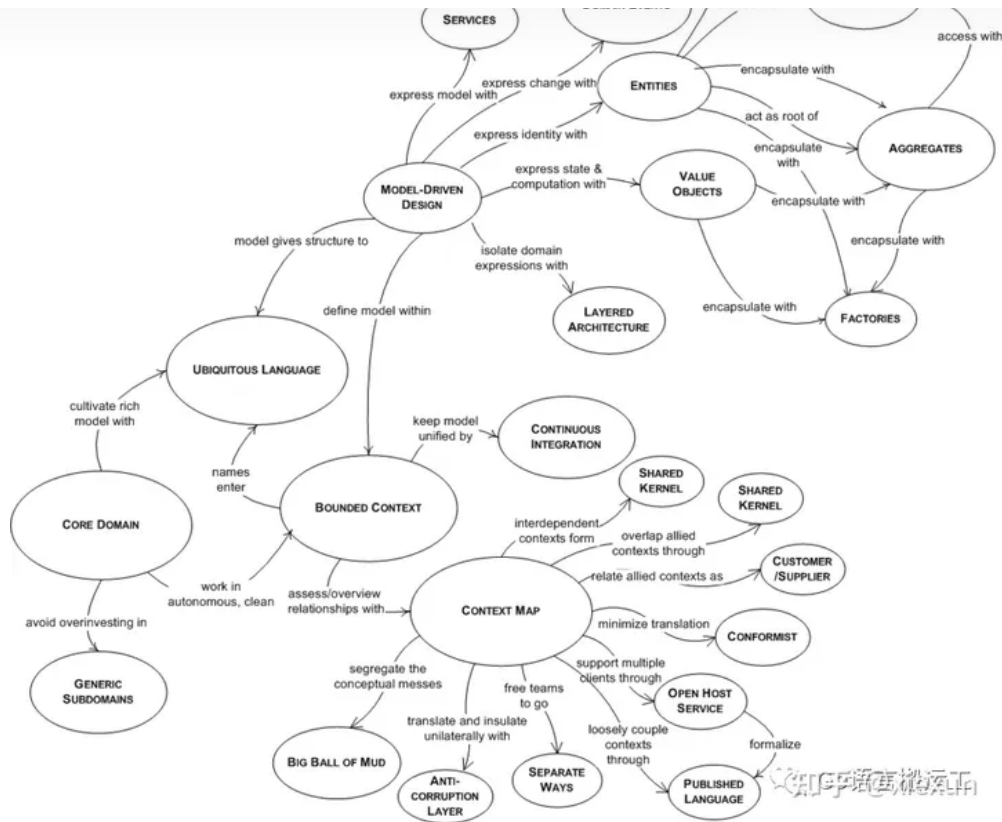 SERVICES
access with
express change with
express model with
ENTITIES
encapsulate with
act as root of
express identity with
encapsulate
with
AGGREGATES
MODEL-DRIVEN
DESIGN
express state &
computation with
VALUE
OBJECTS
encapsulate with
model gives structure to
isolate domain
expressions with
encapsulate with
define model within
encapsulate with
LAYERED
ARCHITECTURE
FACTORIES
UBIQUITOUS LANGUAGE
cultivate rich
model with
keep model
unified by
CONTINUOUS
INTEGRATION
names
enter
SHARED
KERNEL
SHARED
KERNEL
CORE DOMAIN
BOUNDED CONTEXT
interdependent
contexts form
overlap allied
contexts through
work in
autonomous, clean
assess/overview
relationships with
relate allied contexts as
CUSTOMER
/SUPPLIER
CONTEXT MAP
avoid overinvesting in
minimize translation
CONFORMIST
GENERIC
SUBDOMAINS
segregate the
conceptual messes
free teams
to go
support multiple
clients through
OPEN HOST
SERVICE
translate and insulate
unilaterally with
loosely couple
contexts
through
formalize
BIG BALL OF MUD
ANTI-
CORRUPTION
LAYER
SEPARATE
WAYS
PUBLISHED
LANGUAGE